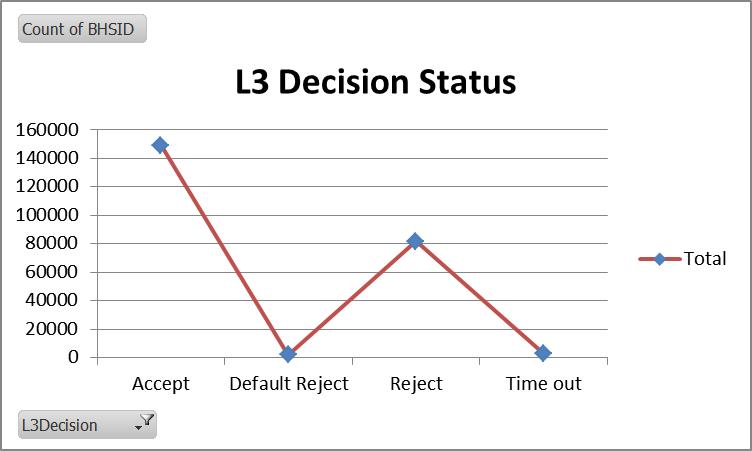 Count of BHSID
L3 Decision Status
160000
140000
120000
100000
80000
60000
40000
20000
0
Accept Default Reject Reject Time out
Total
L3Decision